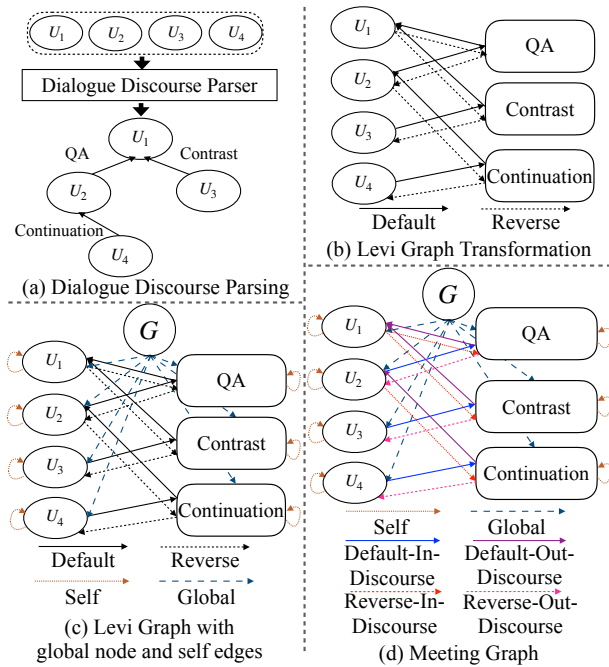 U1 U2 U3 U4
Dialogue Discourse Parser
U1
QA
Contrast
U2
U3
Continuation
U4
(a) Dialogue Discourse Parsing
U1
QA
U2
Contrast
U3
U4
Continuation
Default
Reverse
(b) Levi Graph Transformation
G
U1
QA
U2
Contrast
U3
U4
Continuation
Default
Reverse
Self
Global
(c) Levi Graph with
global node and self edges
G
U1
QA
U2
Contrast
U3
Continuation
U4
Self
Global
Default-In-
Discourse
Default-Out-
Discourse
Reverse-In-
Discourse
Reverse-Out-
Discourse
(d) Meeting Graph